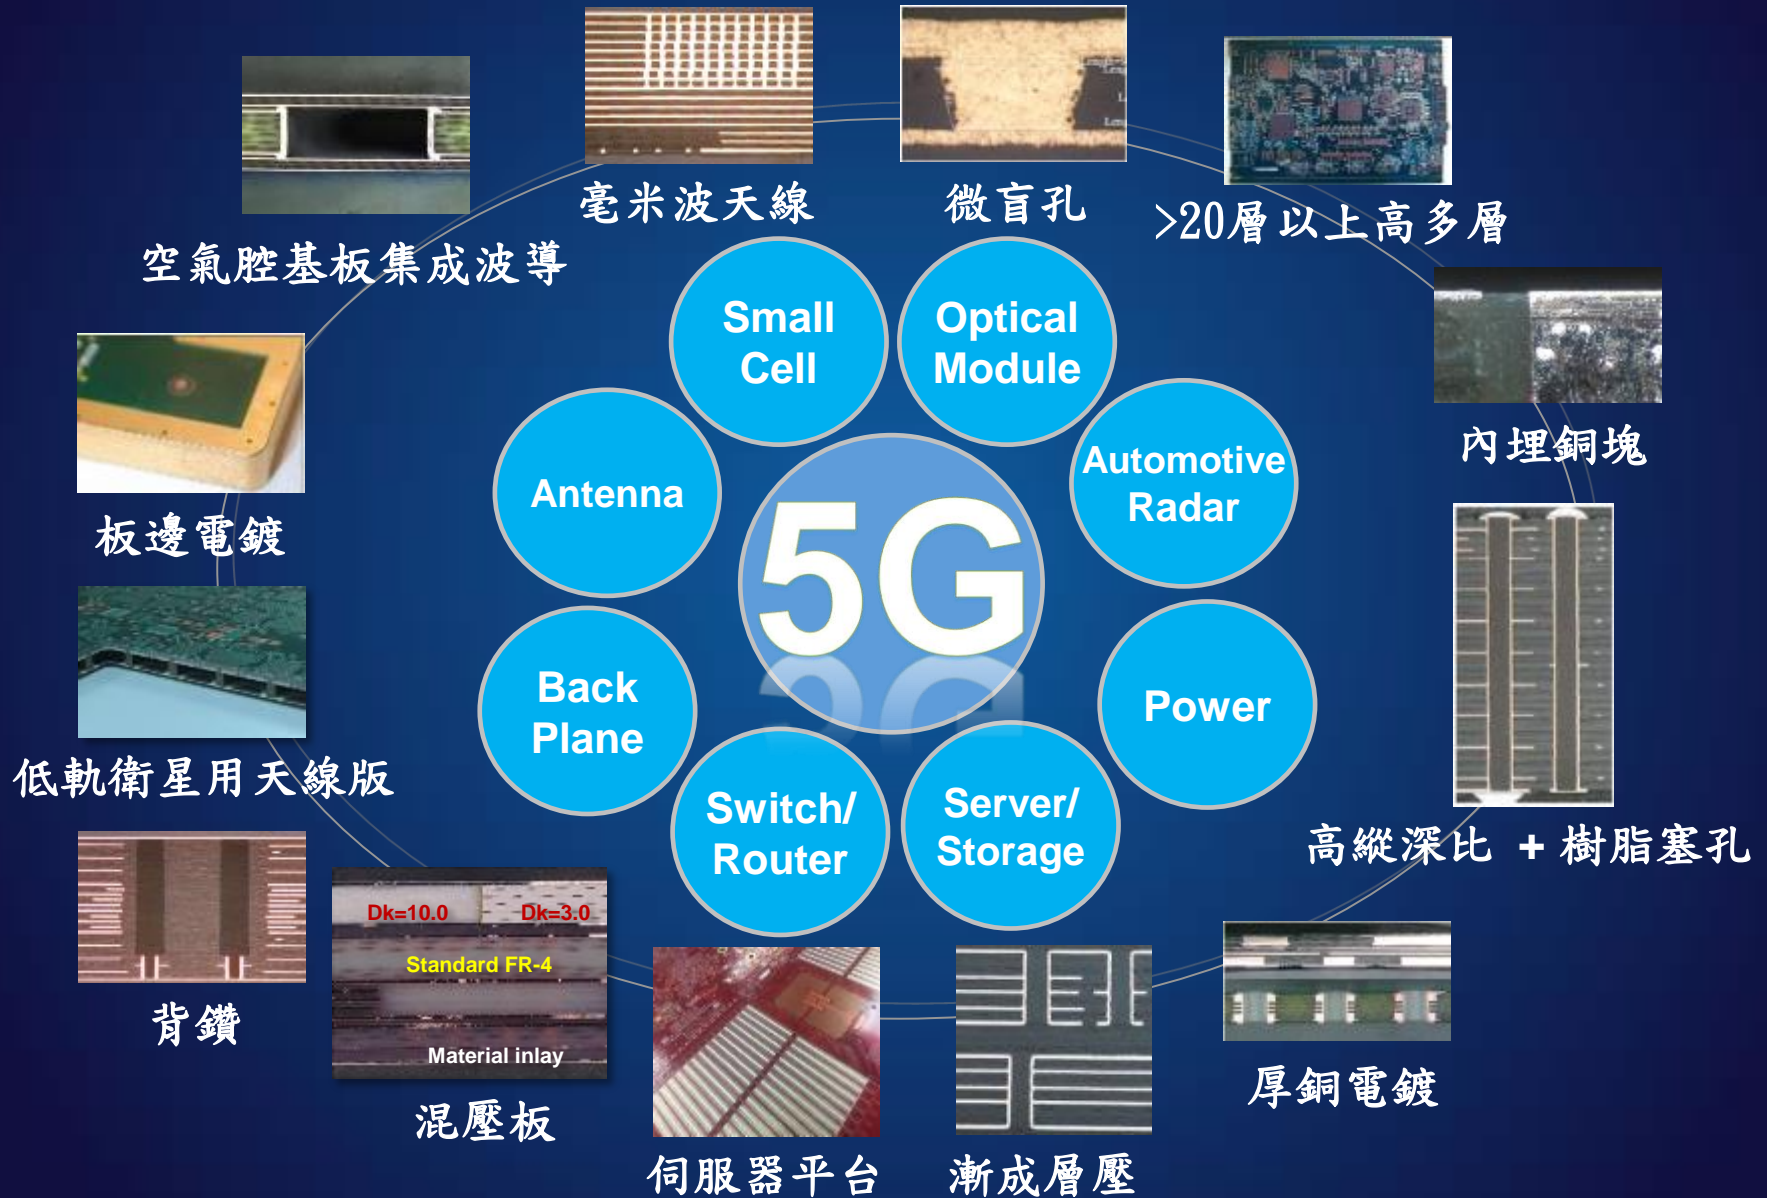 毫米波天線
微盲孔
>20層以上高多層
空氣腔基板集成波導
Small
Cell
Optical
Module
內埋銅塊
Automotive
Radar
Antenna
5G
板邊電鍍
Back
Plane
Power
低軌衛星用天線版
Switch/
Router
Server/
Storage
高縱深比 + 樹脂塞孔
Dk=10.0
Dk=3.0
Standard FR-4
Material inlay
背鑽
混壓板
厚銅電鍍
伺服器平台
漸成層壓